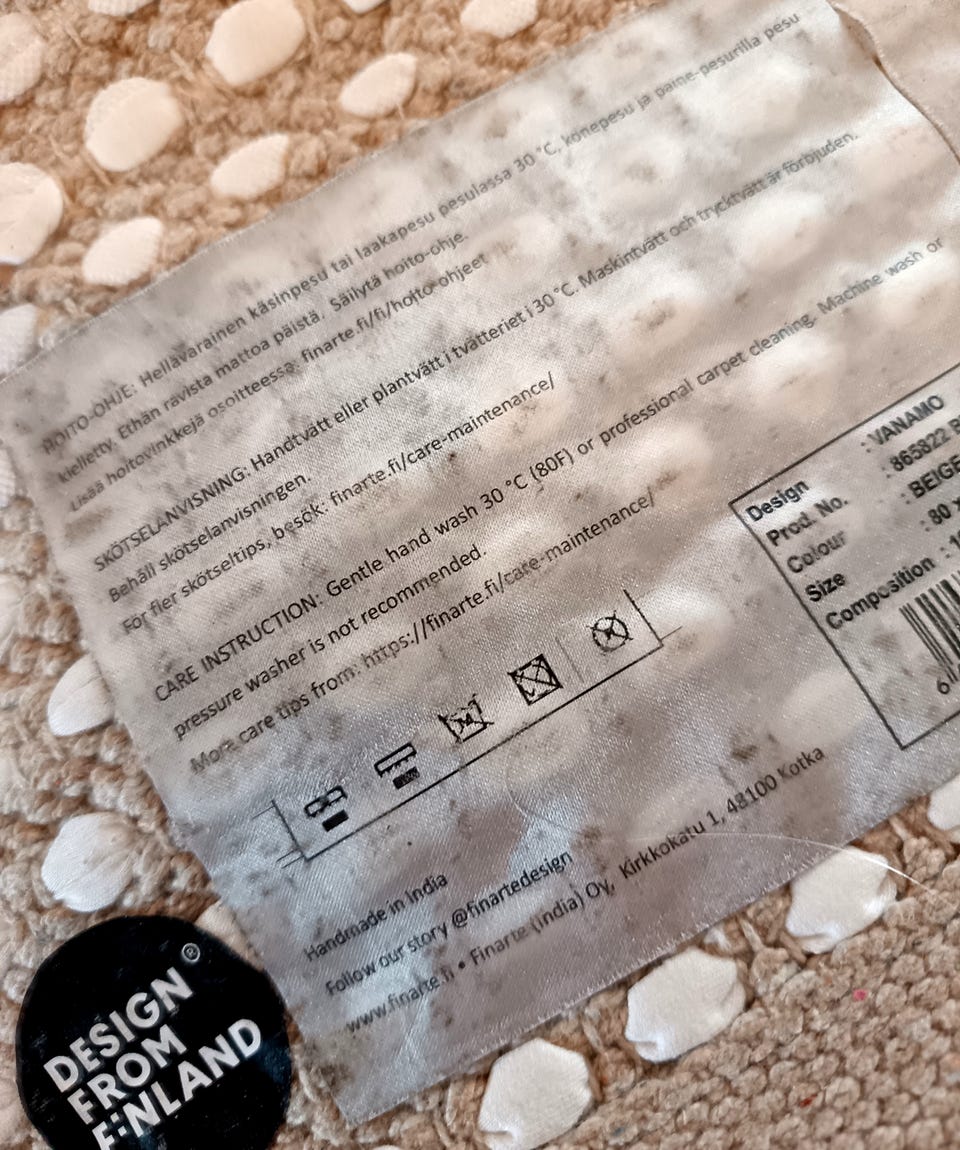 HOITO-OHJE: Hellävarainen käsinpesu tai laakapesu pesulassa 30 °C, konepesu ja paine-pesurilla pesu
kielletty. Ethän ravista mattoa päistä. Säilytä hoito-ohje.
Lisää hoitovinkkejä osoitteessa: finarte.fi/fi/hoito-ohjeet
SKÖTSELANVISNING: Handtvätt eller plantvätt i tvätteriet i 30 °C. Maskintvätt och trycktvätt är förbjuden.
Behåll skötselanvisningen.
För fler skötseltips, besök: finarte.fi/care-maintenance/
CARE INSTRUCTION: Gentle hand wash 30 °C (80F) or professional carpet cleaning. Machine wash or
pressure washer is not recommended.
More care tips from: https://finarte.fi/care-maintenance/
Handmade in India
Follow our story @finartedesign
www.finarte.fi • Finarte (india) Oy, Kirkkokatu 1, 48100 Kotka
Design : VANAMO
Prod. No. : 865822 B
Colour : BEIGE
Size : 80 x
Composition :
6
DESIGN
FROM
FINLAND
®